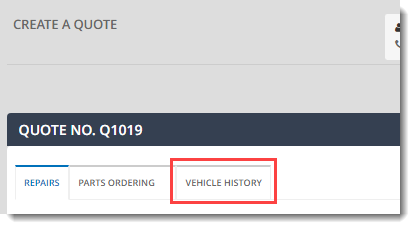 CREATE A QUOTE
QUOTE NO. Q1019
REPAIRS PARTS ORDERING VEHICLE HISTORY